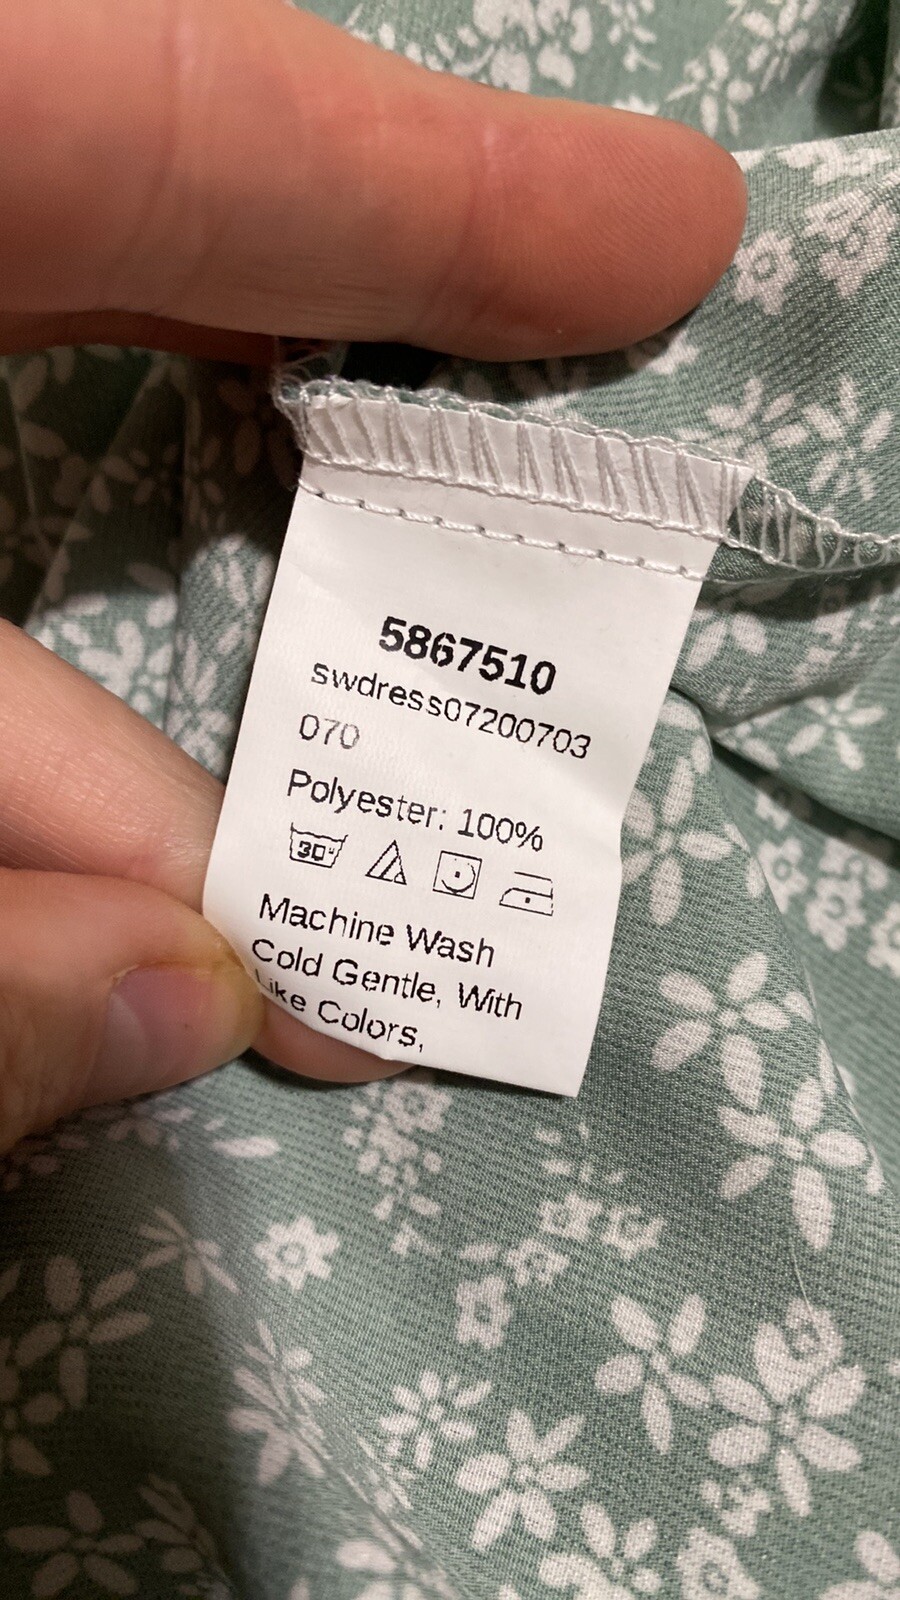 5867510
swdress07200703
070
Polyester: 100%
30°
Machine Wash
Cold Gentle, With
Like Colors,